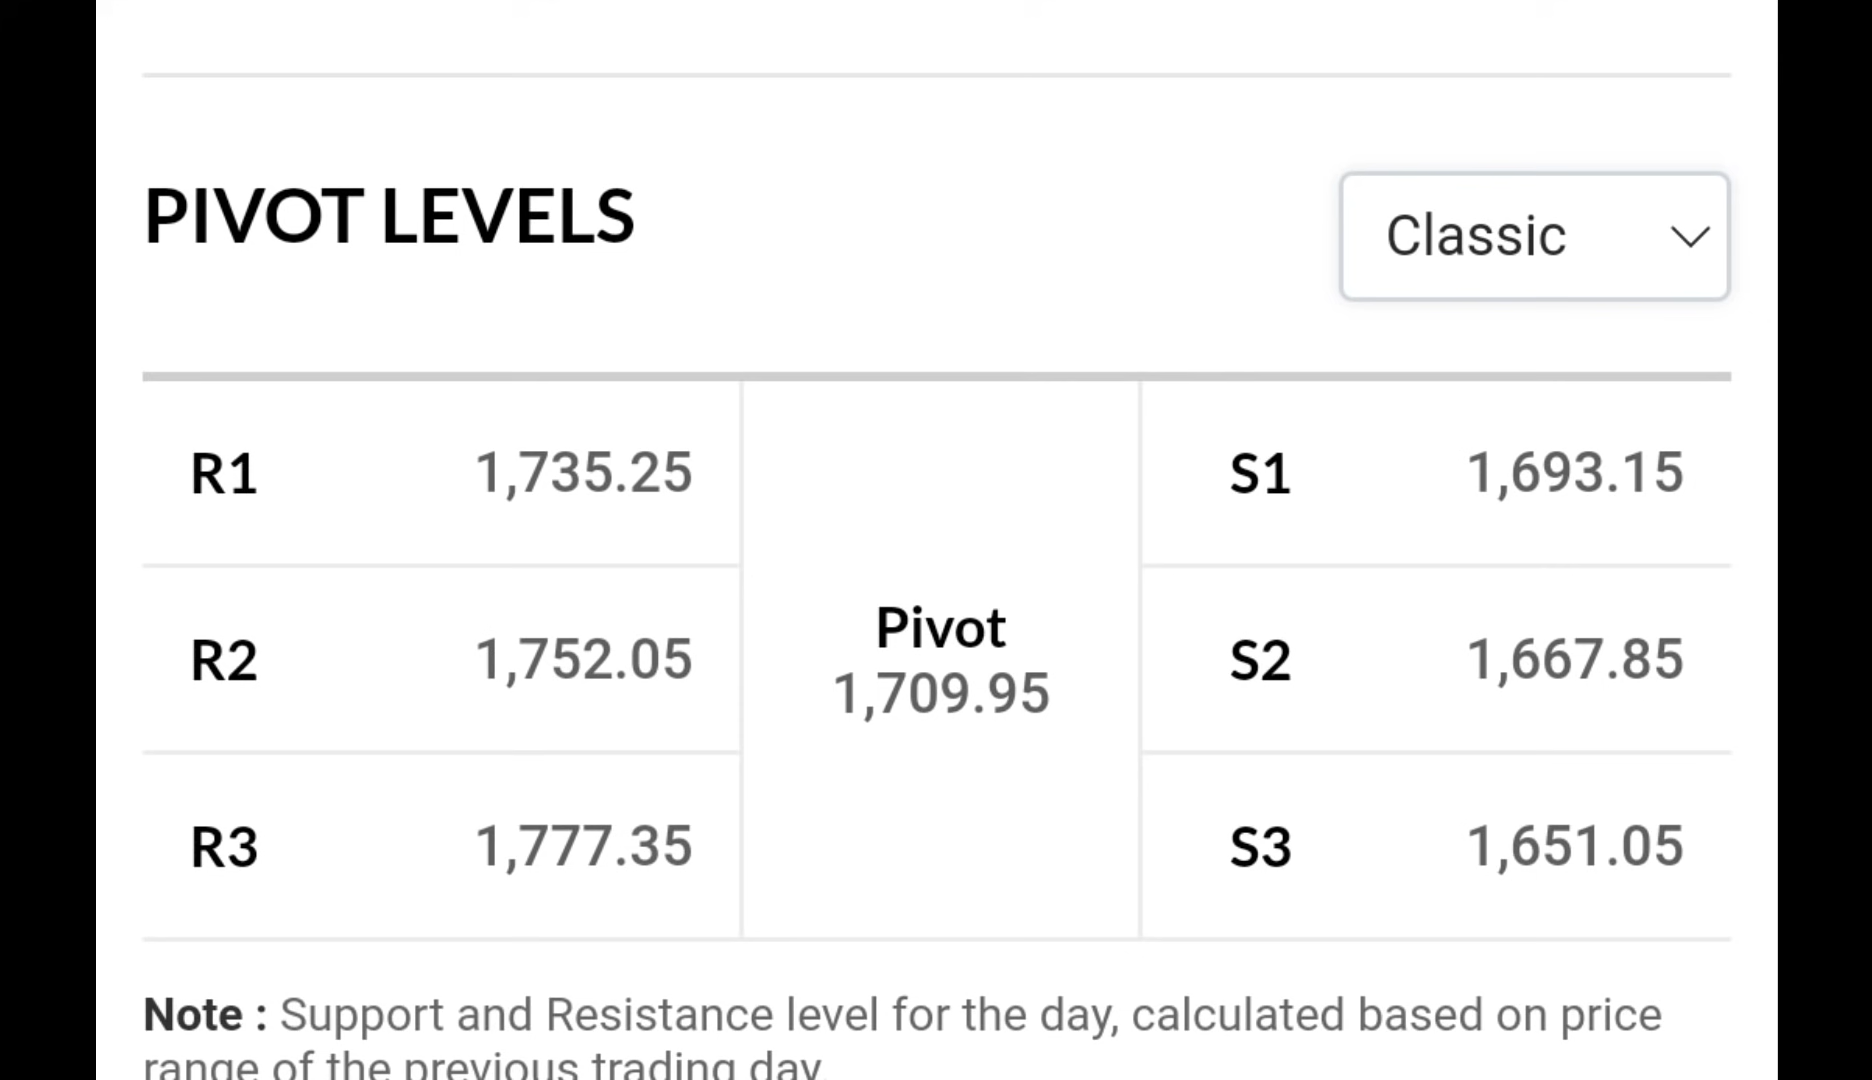 PIVOT LEVELS
Classic
R1 1,735.25
R2 1,752.05
R3 1,777.35
Pivot
1,709.95
S1 1,693.15
S2 1,667.85
S3 1,651.05
Note : Support and Resistance level for the day, calculated based on price
range of the previous trading day.